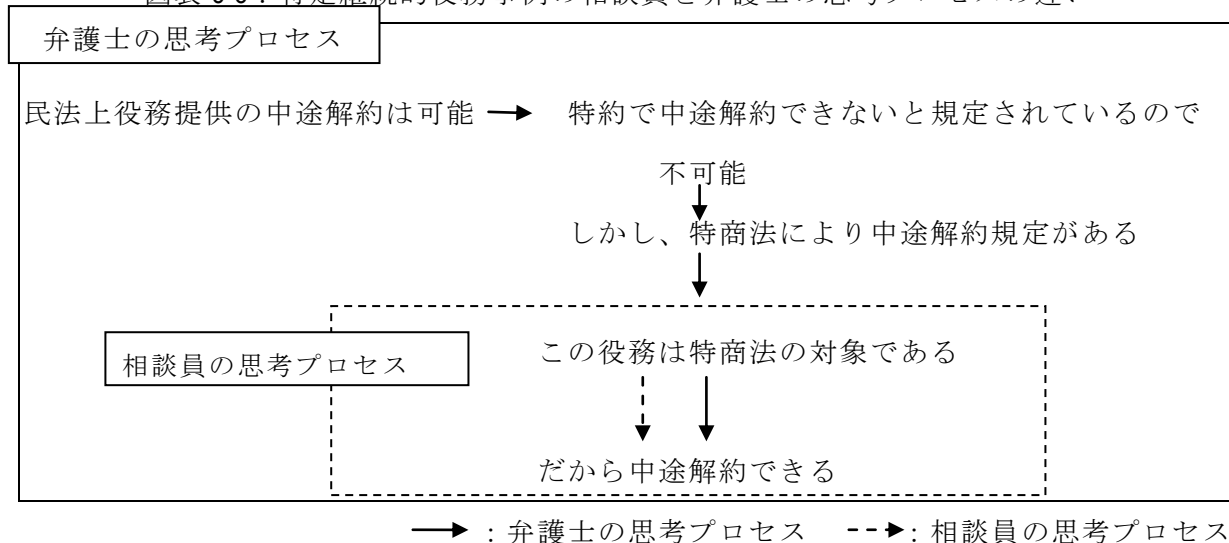 弁護士の思考プロセス
民法上役務提供の中途解約は可能 → 特約で中途解約できないと規定されているので
不可能
しかし、特商法により中途解約規定がある
相談員の思考プロセス
この役務は特商法の対象である
だから中途解約できる
→：弁護士の思考プロセス --→：相談員の思考プロセス